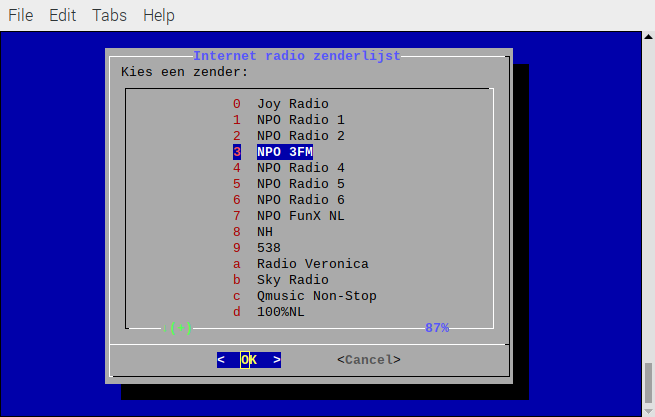 File Edit Tabs Help
Internet radio zenderlijst
Kies een zender:
0 Joy Radio
1 NPO Radio 1
2 NPO Radio 2
3 NPO 3FM
4 NPO Radio 4
5 NPO Radio 5
6 NPO Radio 6
7 NPO FunX NL
8 NH
9 538
a Radio Veronica
b Sky Radio
c Qmusic Non-Stop
d 100%NL
↓(+) 87%
< OK > <Cancel>